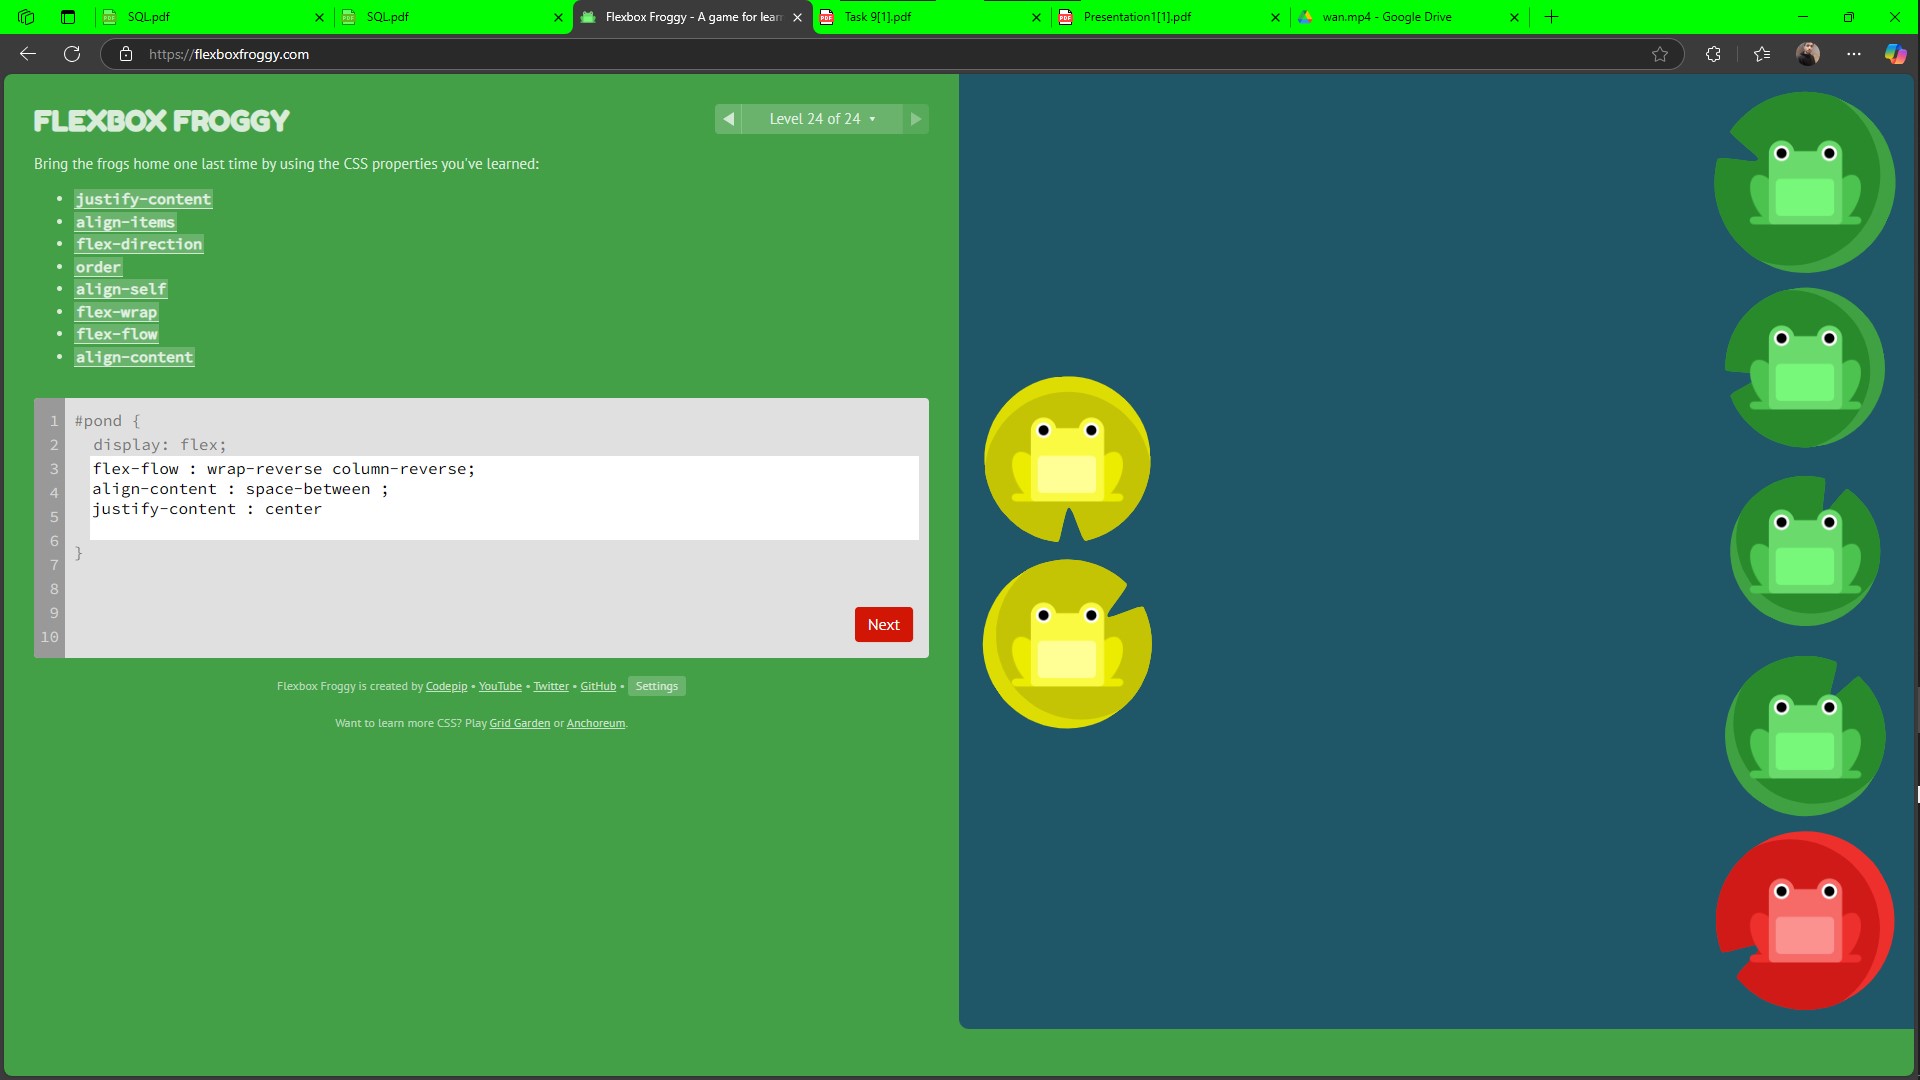 SQL.pdf
SQL.pdf
Flexbox Froggy - A game for lear
Task 9[1].pdf
Presentation1[1].pdf
wan.mp4 - Google Drive
https://flexboxfroggy.com
FLEXBOX FROGGY
Level 24 of 24
Bring the frogs home one last time by using the CSS properties you've learned:
• justify-content
• align-items
• flex-direction
• order
• align-self
• flex-wrap
• flex-flow
• align-content
1 #pond {
2 display: flex;
3 flex-flow : wrap-reverse column-reverse;
4 align-content : space-between ;
5 justify-content : center
6 }
7
8
9
10
Next
Flexbox Froggy is created by Codepip • YouTube • Twitter • GitHub • Settings
Want to learn more CSS? Play Grid Garden or Anchoreum.